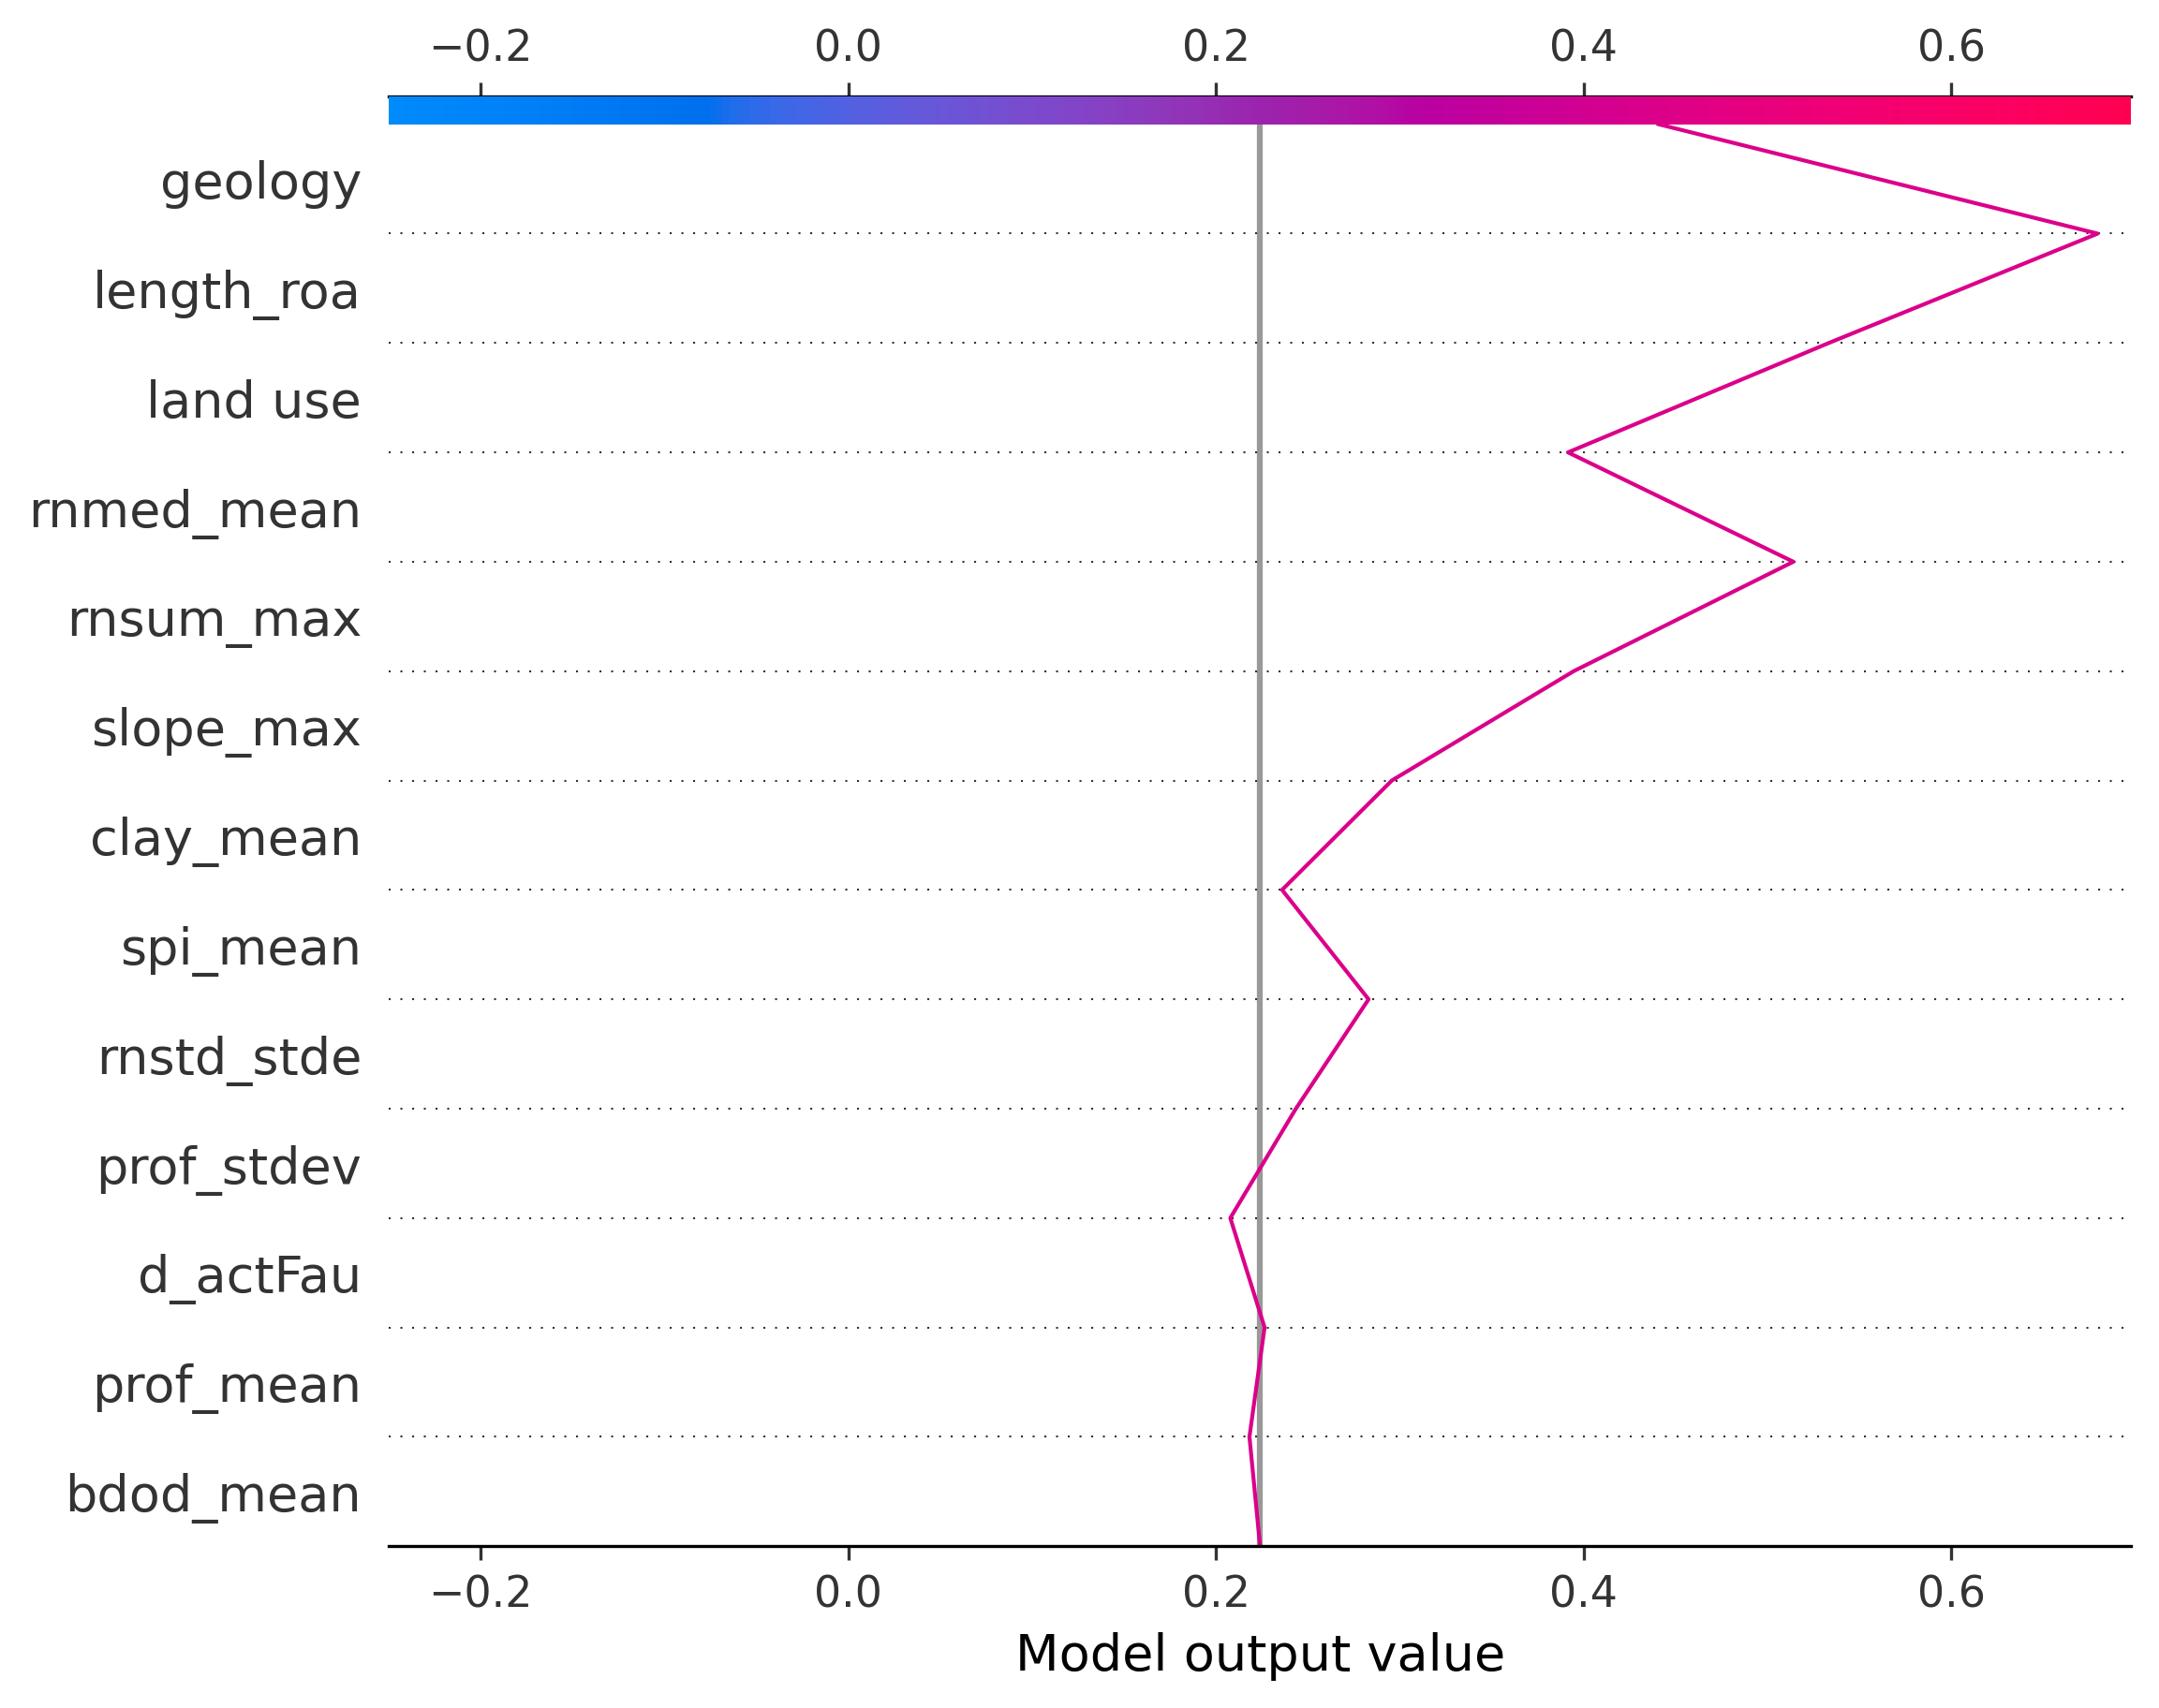 −0.2 0.0 0.2 0.4 0.6
geology
length_roa
land use
rnmed_mean
rnsum_max
slope_max
clay_mean
spi_mean
rnstd_stde
prof_stdev
d_actFau
prof_mean
bdod_mean
−0.2 0.0 0.2 0.4 0.6
Model output value